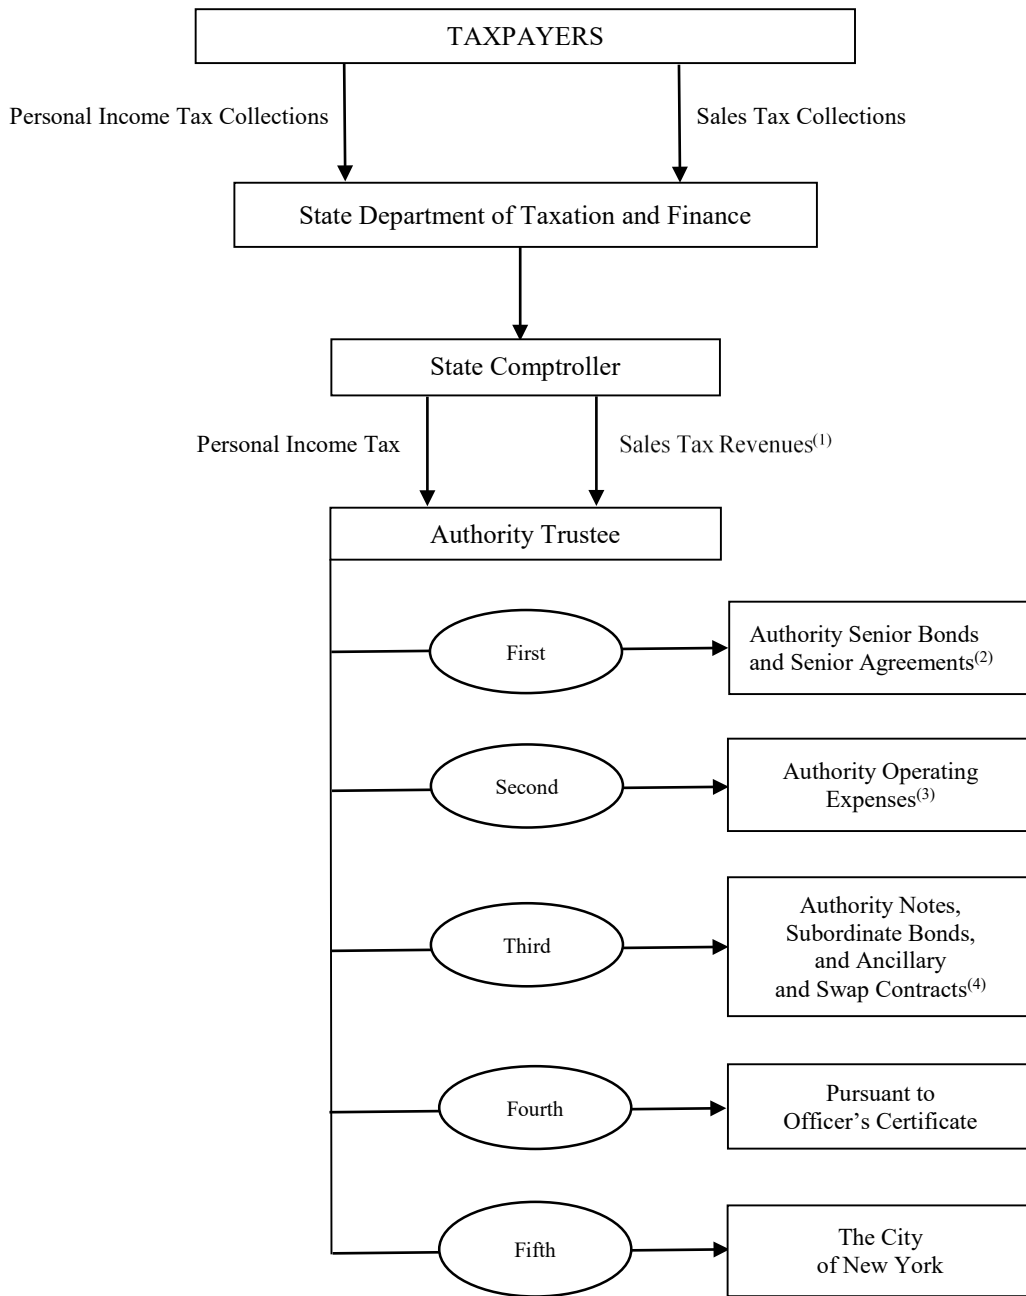 TAXPAYERS
Personal Income Tax Collections
Sales Tax Collections
State Department of Taxation and Finance
State Comptroller
Personal Income Tax
Sales Tax Revenues(1)
Authority Trustee
First
Authority Senior Bonds
and Senior Agreements(2)
Second
Authority Operating
Expenses(3)
Third
Authority Notes,
Subordinate Bonds,
and Ancillary
and Swap Contracts(4)
Fourth
Pursuant to
Officer’s Certificate
Fifth
The City
of New York